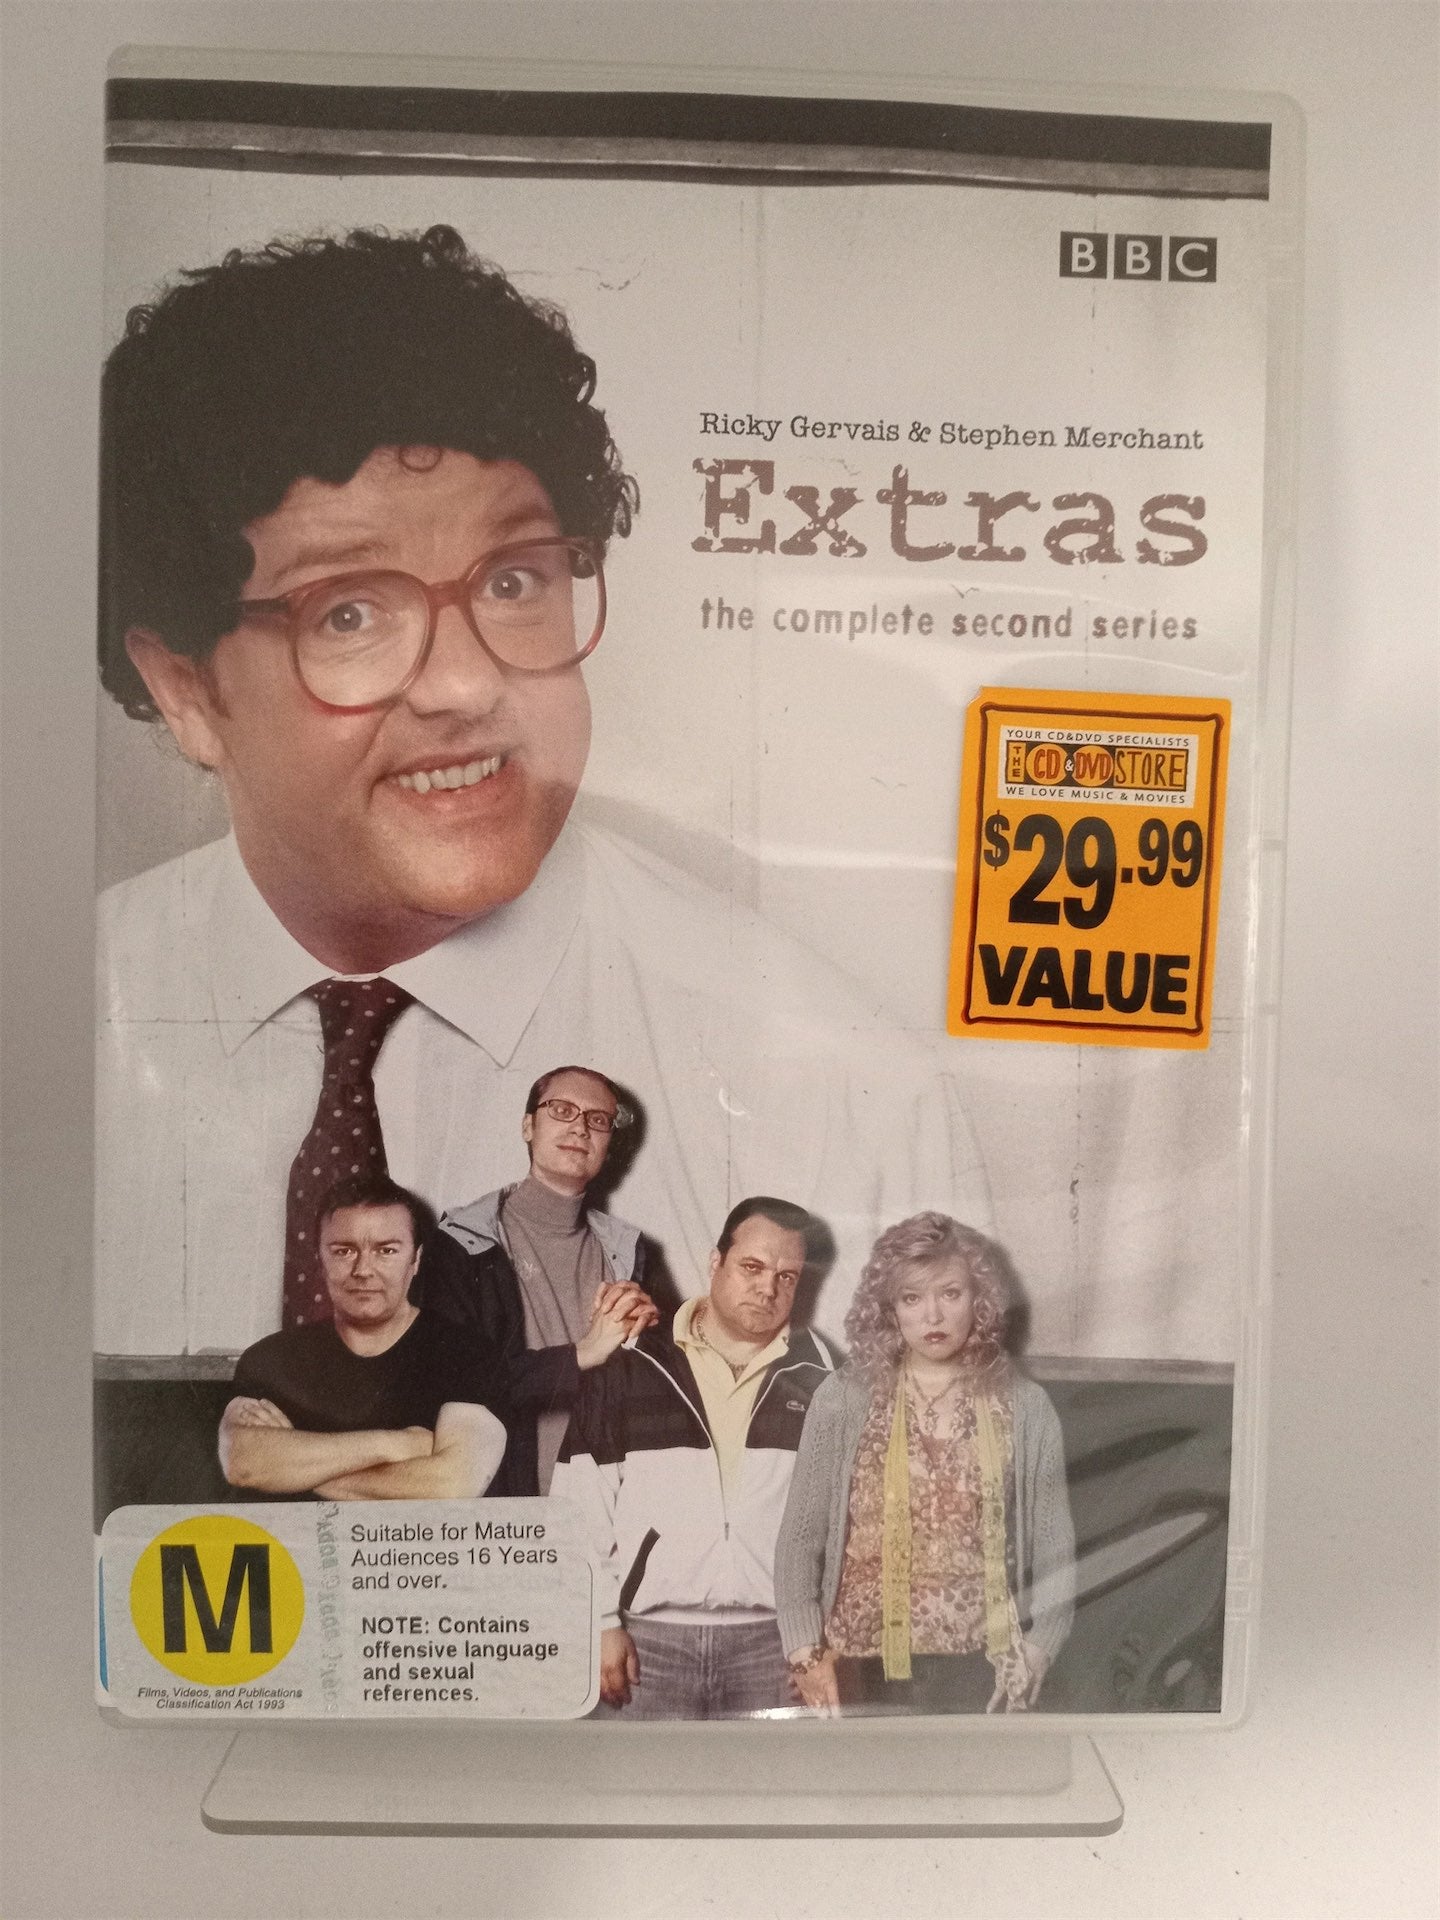 BBC
Ricky Gervais & Stephen Merchant
Extras
the complete second series
YOUR CD&DVD SPECIALISTS
THE CD & DVD STORE
WE LOVE MUSIC & MOVIES
$29.99
VALUE
M
Films, Videos, and Publications
Classification Act 1993
Suitable for Mature
Audiences 16 Years
and over.
NOTE: Contains
offensive language
and sexual
references.